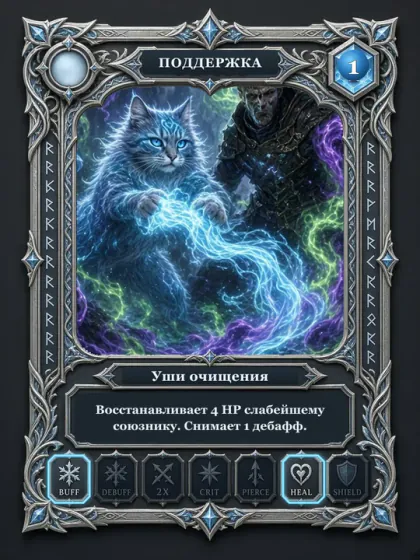 ПОДДЕРЖКА
1
Уши очищения
Восстанавливает 4 HP слабейшему
союзнику. Снимает 1 дебафф.
BUFF DEBUFF 2X CRIT PIERCE HEAL SHIELD